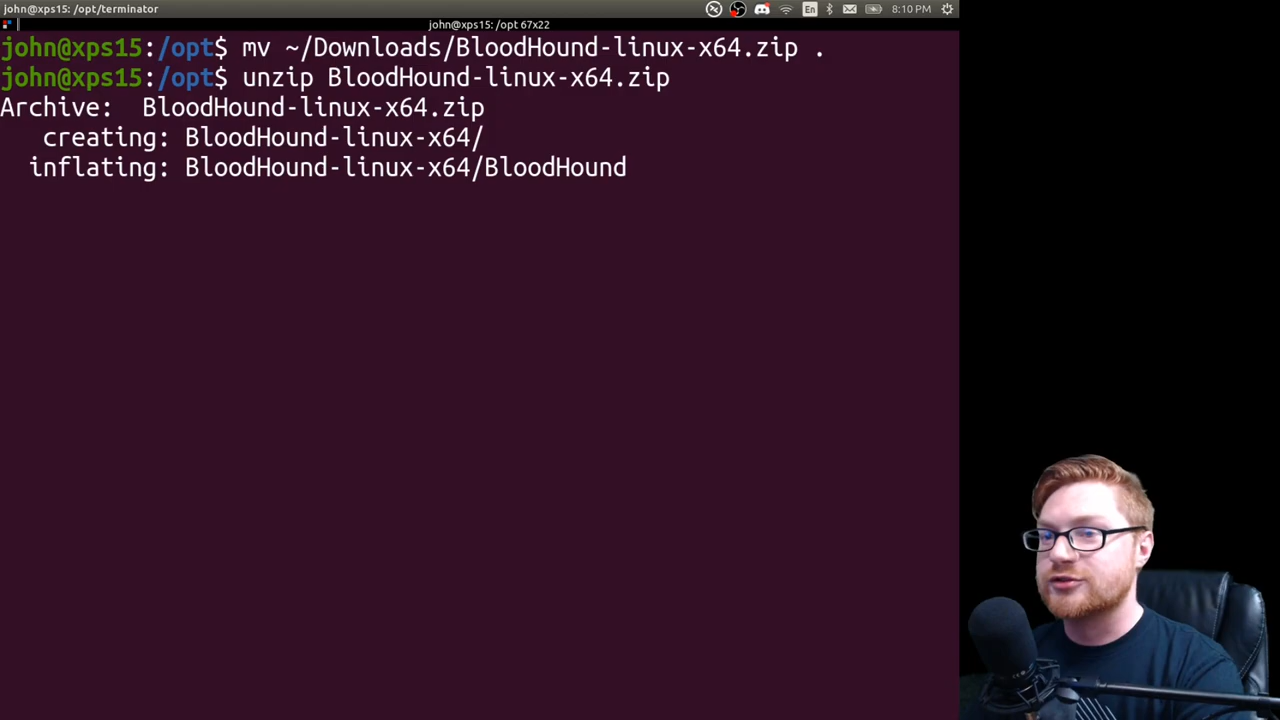 john@xps15: /opt/terminator
En
8:10 PM
john@xps15: /opt 67x22
john@xps15:/opt$ mv ~/Downloads/BloodHound-linux-x64.zip .
john@xps15:/opt$ unzip BloodHound-linux-x64.zip
Archive:  BloodHound-linux-x64.zip
   creating: BloodHound-linux-x64/
  inflating: BloodHound-linux-x64/BloodHound